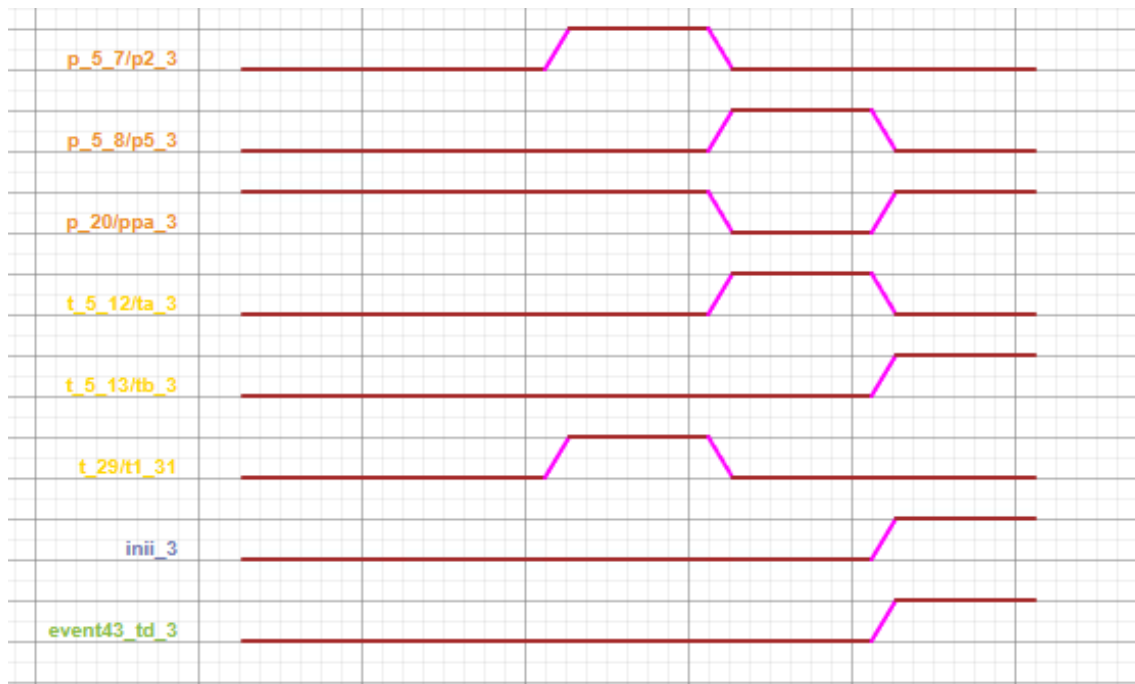 p_5_7/p2_3
p_5_8/p5_3
p_20/ppa_3
t_5_12/ta_3
t_5_13/tb_3
t_29/t1_31
inii_3
event43_td_3